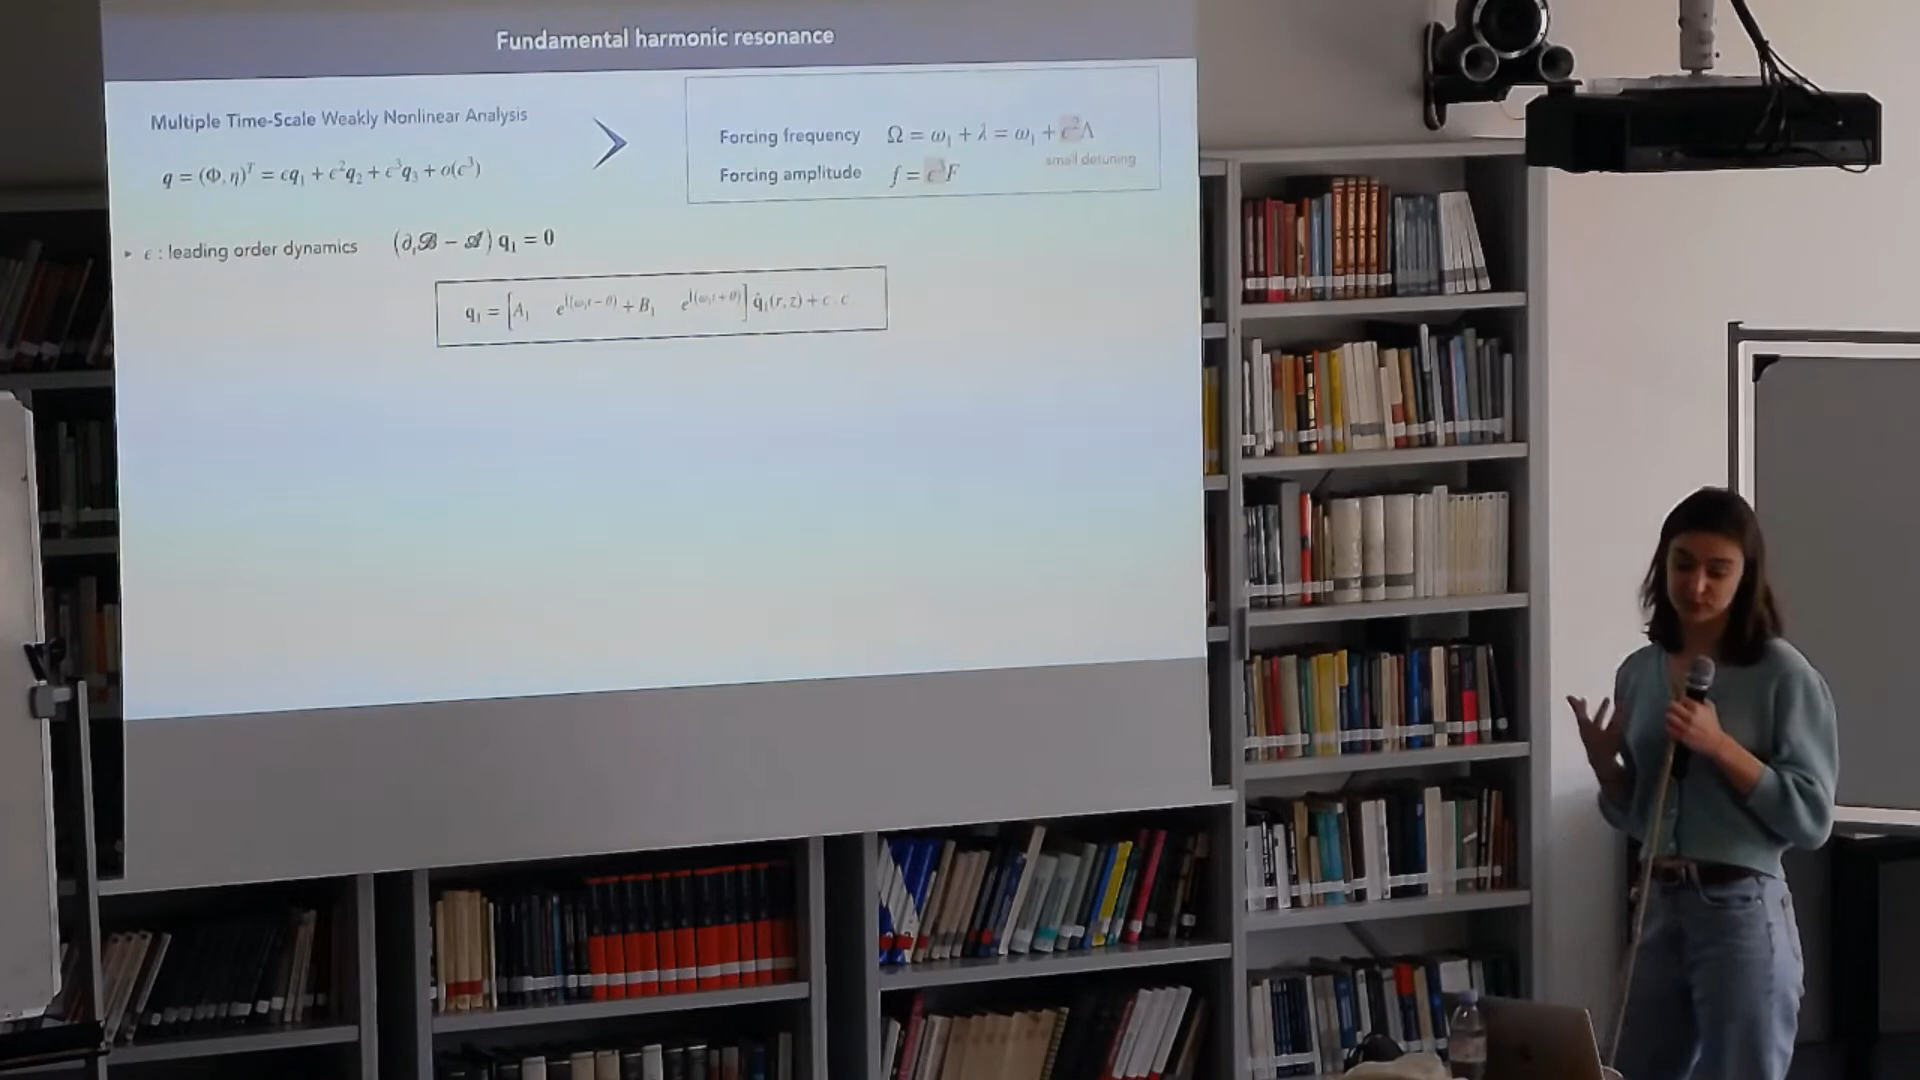 Fundamental harmonic resonance
Multiple Time-Scale Weakly Nonlinear Analysis
q = (Φ, η)ᵀ = ϵq₁ + ϵ²q₂ + ϵ³q₃ + o(ϵ³)
Forcing frequency Ω = ω₁ + λ = ω₁ + ϵ²Λ
small detuning
Forcing amplitude f = ϵ³F
▸ ϵ : leading order dynamics (∂ₜℬ − 𝒜) q₁ = 0
q₁ = [A₁ e^{i(ω₁t−θ)} + B₁ e^{i(ω₁t+θ)}] q̂₁(r, z) + c.c.